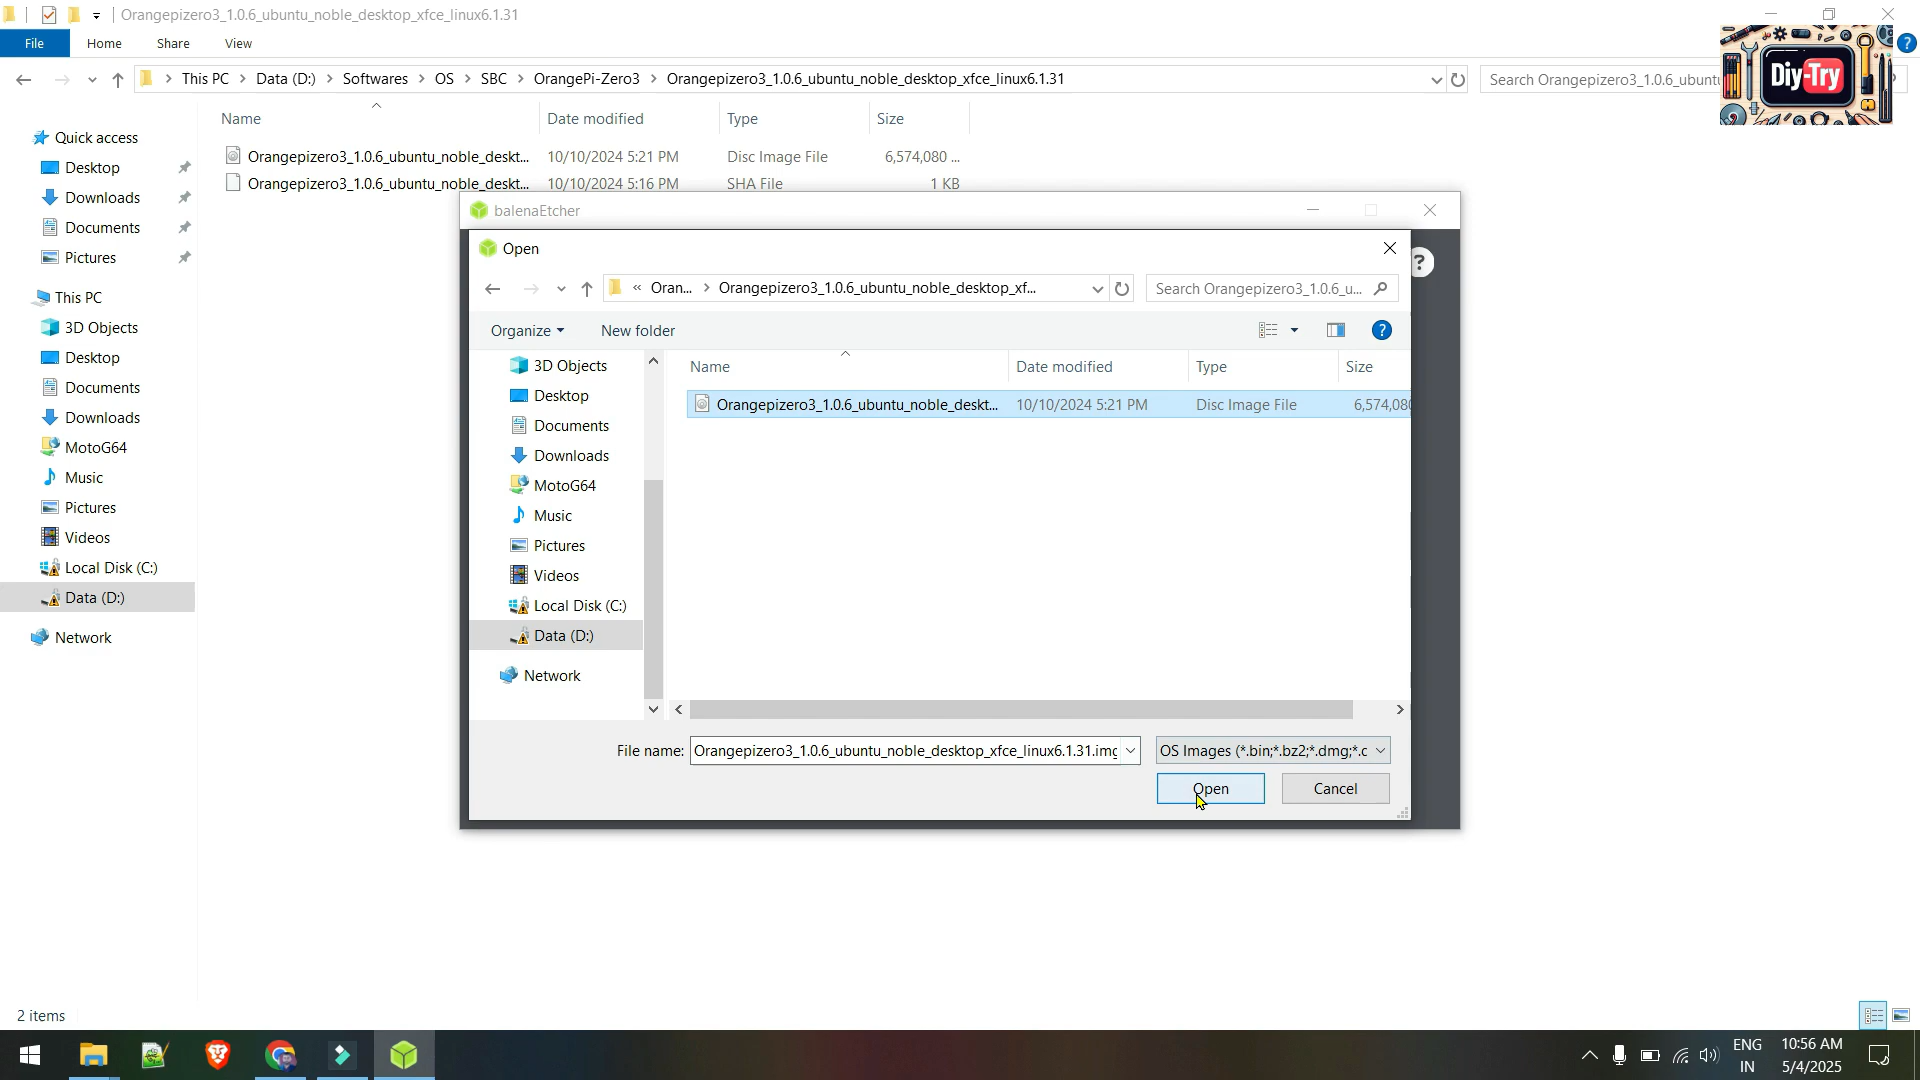 Orangepizero3_1.0.6_ubuntu_noble_desktop_xfce_linux6.1.31
File Home Share View
This PC Data (D:) Softwares OS SBC OrangePi-Zero3 Orangepizero3_1.0.6_ubuntu_noble_desktop_xfce_linux6.1.31
Search Orangepizero3_1.0.6_ubuntu
Diy-Try
Name Date modified Type Size
Orangepizero3_1.0.6_ubuntu_noble_deskt... 10/10/2024 5:21 PM Disc Image File 6,574,080 ...
Orangepizero3_1.0.6_ubuntu_noble_deskt... 10/10/2024 5:16 PM SHA File 1 KB
Quick access
Desktop
Downloads
Documents
Pictures
This PC
3D Objects
Desktop
Documents
Downloads
MotoG64
Music
Pictures
Videos
Local Disk (C:)
Data (D:)
Network
balenaEtcher
Open
« Oran... Orangepizero3_1.0.6_ubuntu_noble_desktop_xf...
Search Orangepizero3_1.0.6_u...
Organize New folder
Name Date modified Type Size
Orangepizero3_1.0.6_ubuntu_noble_deskt... 10/10/2024 5:21 PM Disc Image File 6,574,080
3D Objects
Desktop
Documents
Downloads
MotoG64
Music
Pictures
Videos
Local Disk (C:)
Data (D:)
Network
File name: Orangepizero3_1.0.6_ubuntu_noble_desktop_xfce_linux6.1.31.img
OS Images (*.bin;*.bz2;*.dmg;*.c
Open Cancel
2 items
ENG
IN
10:56 AM
5/4/2025